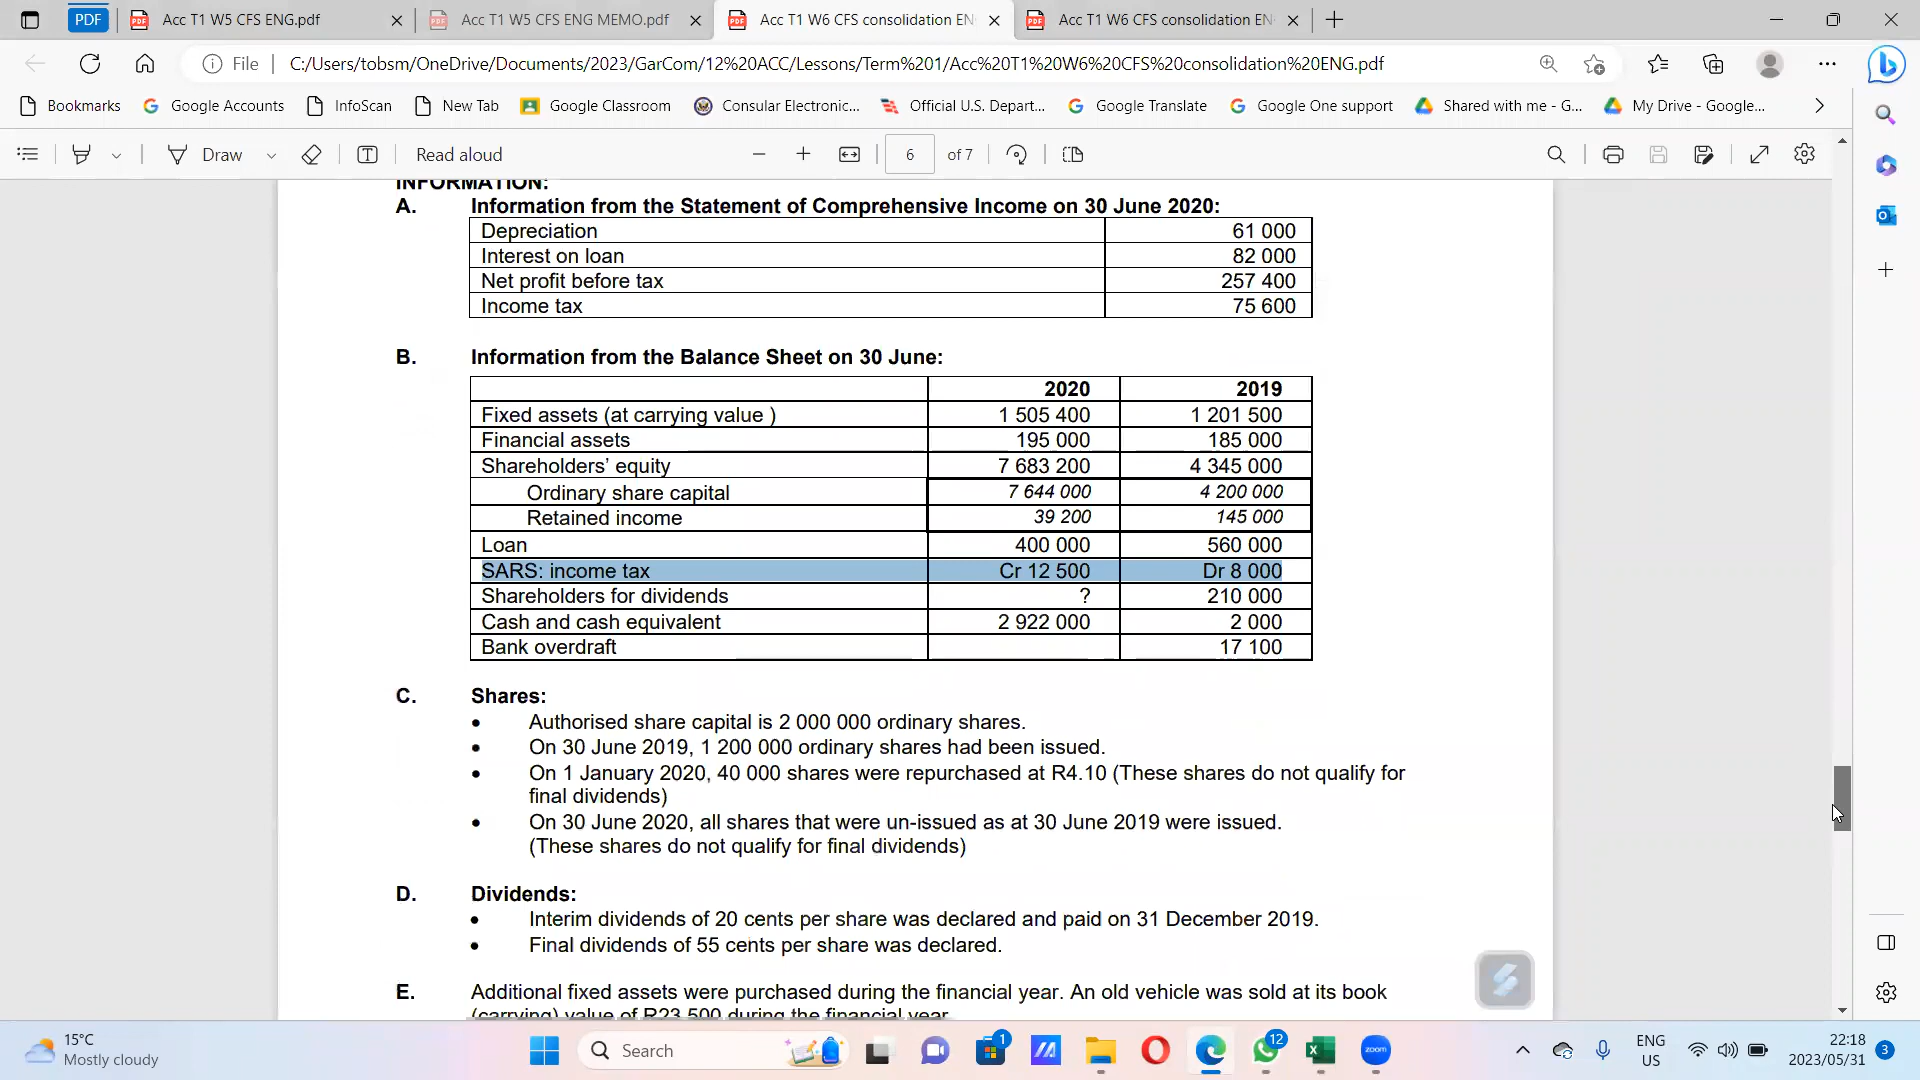 PDF
Acc T1 W5 CFS ENG.pdf
Acc T1 W5 CFS ENG MEMO.pdf
Acc T1 W6 CFS consolidation EN
Acc T1 W6 CFS consolidation EN
File
C:/Users/tobsm/OneDrive/Documents/2023/GarCom/12%20ACC/Lessons/Term%201/Acc%20T1%20W6%20CFS%20consolidation%20ENG.pdf
Bookmarks
Google Accounts
InfoScan
New Tab
Google Classroom
Consular Electronic...
Official U.S. Depart...
Google Translate
Google One support
Shared with me - G...
My Drive - Google...
Draw
Read aloud
6
of 7
INFORMATION:
A. Information from the Statement of Comprehensive Income on 30 June 2020:
Depreciation 61 000
Interest on loan 82 000
Net profit before tax 257 400
Income tax 75 600
B. Information from the Balance Sheet on 30 June:
2020 2019
Fixed assets (at carrying value ) 1 505 400 1 201 500
Financial assets 195 000 185 000
Shareholders' equity 7 683 200 4 345 000
Ordinary share capital 7 644 000 4 200 000
Retained income 39 200 145 000
Loan 400 000 560 000
SARS: income tax Cr 12 500 Dr 8 000
Shareholders for dividends ? 210 000
Cash and cash equivalent 2 922 000 2 000
Bank overdraft 17 100
C. Shares:
• Authorised share capital is 2 000 000 ordinary shares.
• On 30 June 2019, 1 200 000 ordinary shares had been issued.
• On 1 January 2020, 40 000 shares were repurchased at R4.10 (These shares do not qualify for
final dividends)
• On 30 June 2020, all shares that were un-issued as at 30 June 2019 were issued.
(These shares do not qualify for final dividends)
D. Dividends:
• Interim dividends of 20 cents per share was declared and paid on 31 December 2019.
• Final dividends of 55 cents per share was declared.
E. Additional fixed assets were purchased during the financial year. An old vehicle was sold at its book
(carrying) value of R23 500 during the financial year
15°C
Mostly cloudy
Search
1
12
zoom
ENG
US
22:18
2023/05/31
3